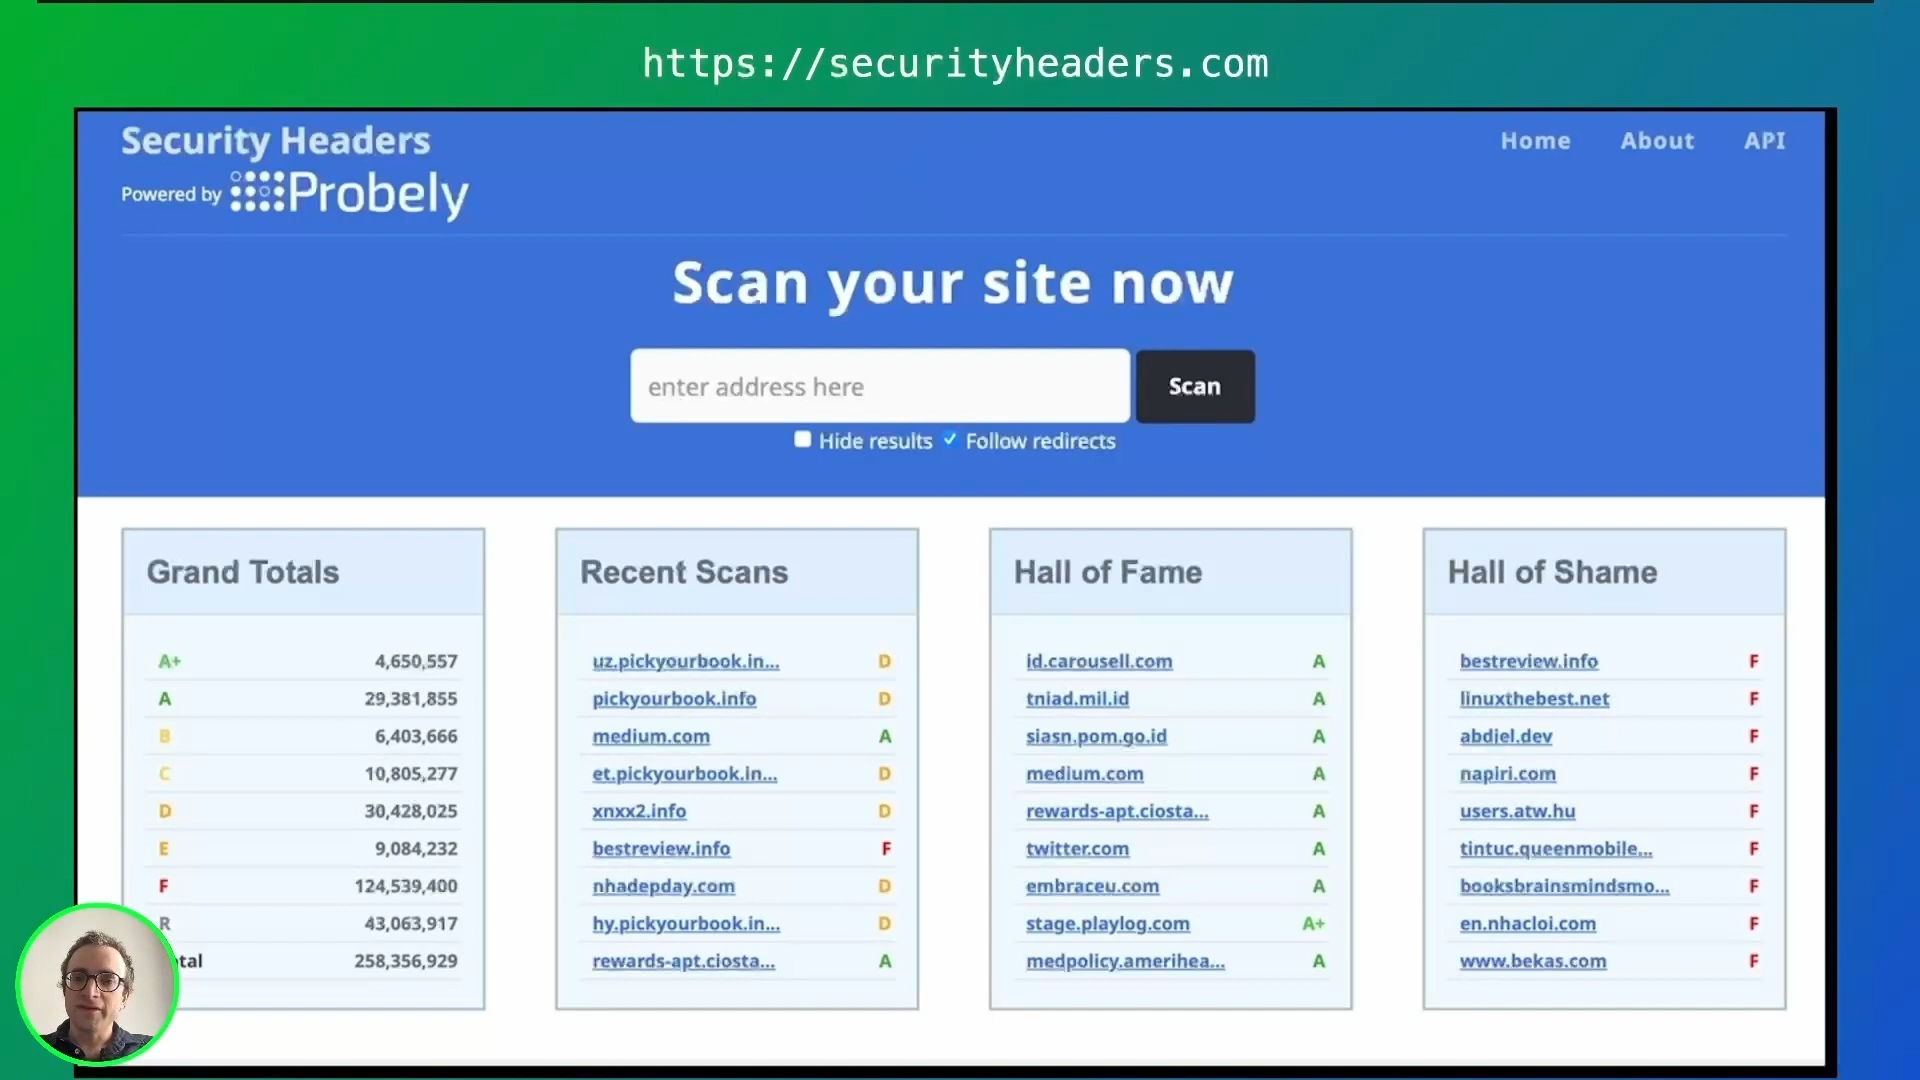 https://securityheaders.com
Security Headers
Home About API
Powered by Probely
Scan your site now
enter address here
Scan
Hide results Follow redirects
Grand Totals
A+ 4,650,557
A 29,381,855
B 6,403,666
C 10,805,277
D 30,428,025
E 9,084,232
F 124,539,400
R 43,063,917
tal 258,356,929
Recent Scans
uz.pickyourbook.in... D
pickyourbook.info D
medium.com A
et.pickyourbook.in... D
xnxx2.info D
bestreview.info F
nhadepday.com D
hy.pickyourbook.in... D
rewards-apt.ciosta... A
Hall of Fame
id.carousell.com A
tniad.mil.id A
siasn.pom.go.id A
medium.com A
rewards-apt.ciosta... A
twitter.com A
embraceu.com A
stage.playlog.com A+
medpolicy.amerihea... A
Hall of Shame
bestreview.info F
linuxthebest.net F
abdiel.dev F
napiri.com F
users.atw.hu F
tintuc.queenmobile... F
booksbrainsmindsmo... F
en.nhacloi.com F
www.bekas.com F